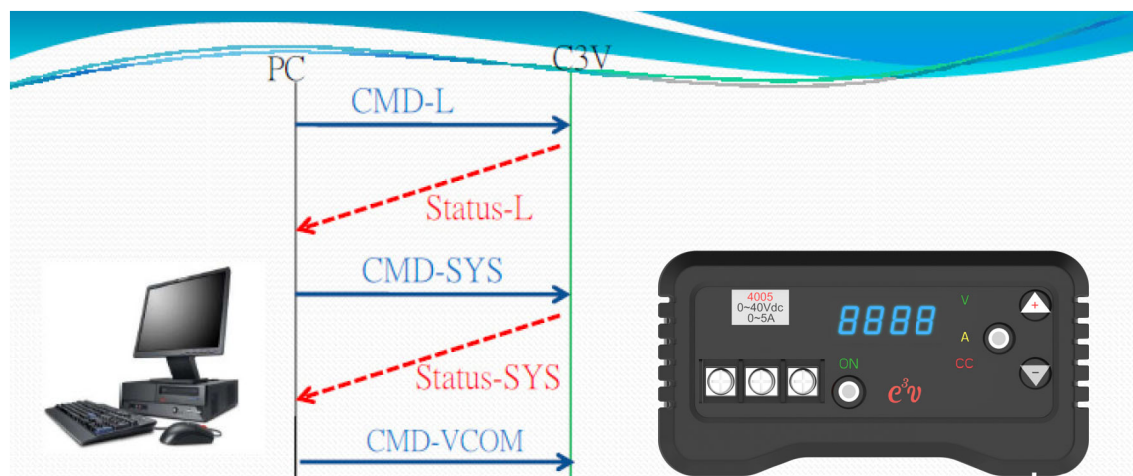 PC
C3V
CMD-L
Status-L
CMD-SYS
Status-SYS
CMD-VCOM
4005
0~40Vdc
0~5A
8888
V
+
A
ON
CC
−
C³V